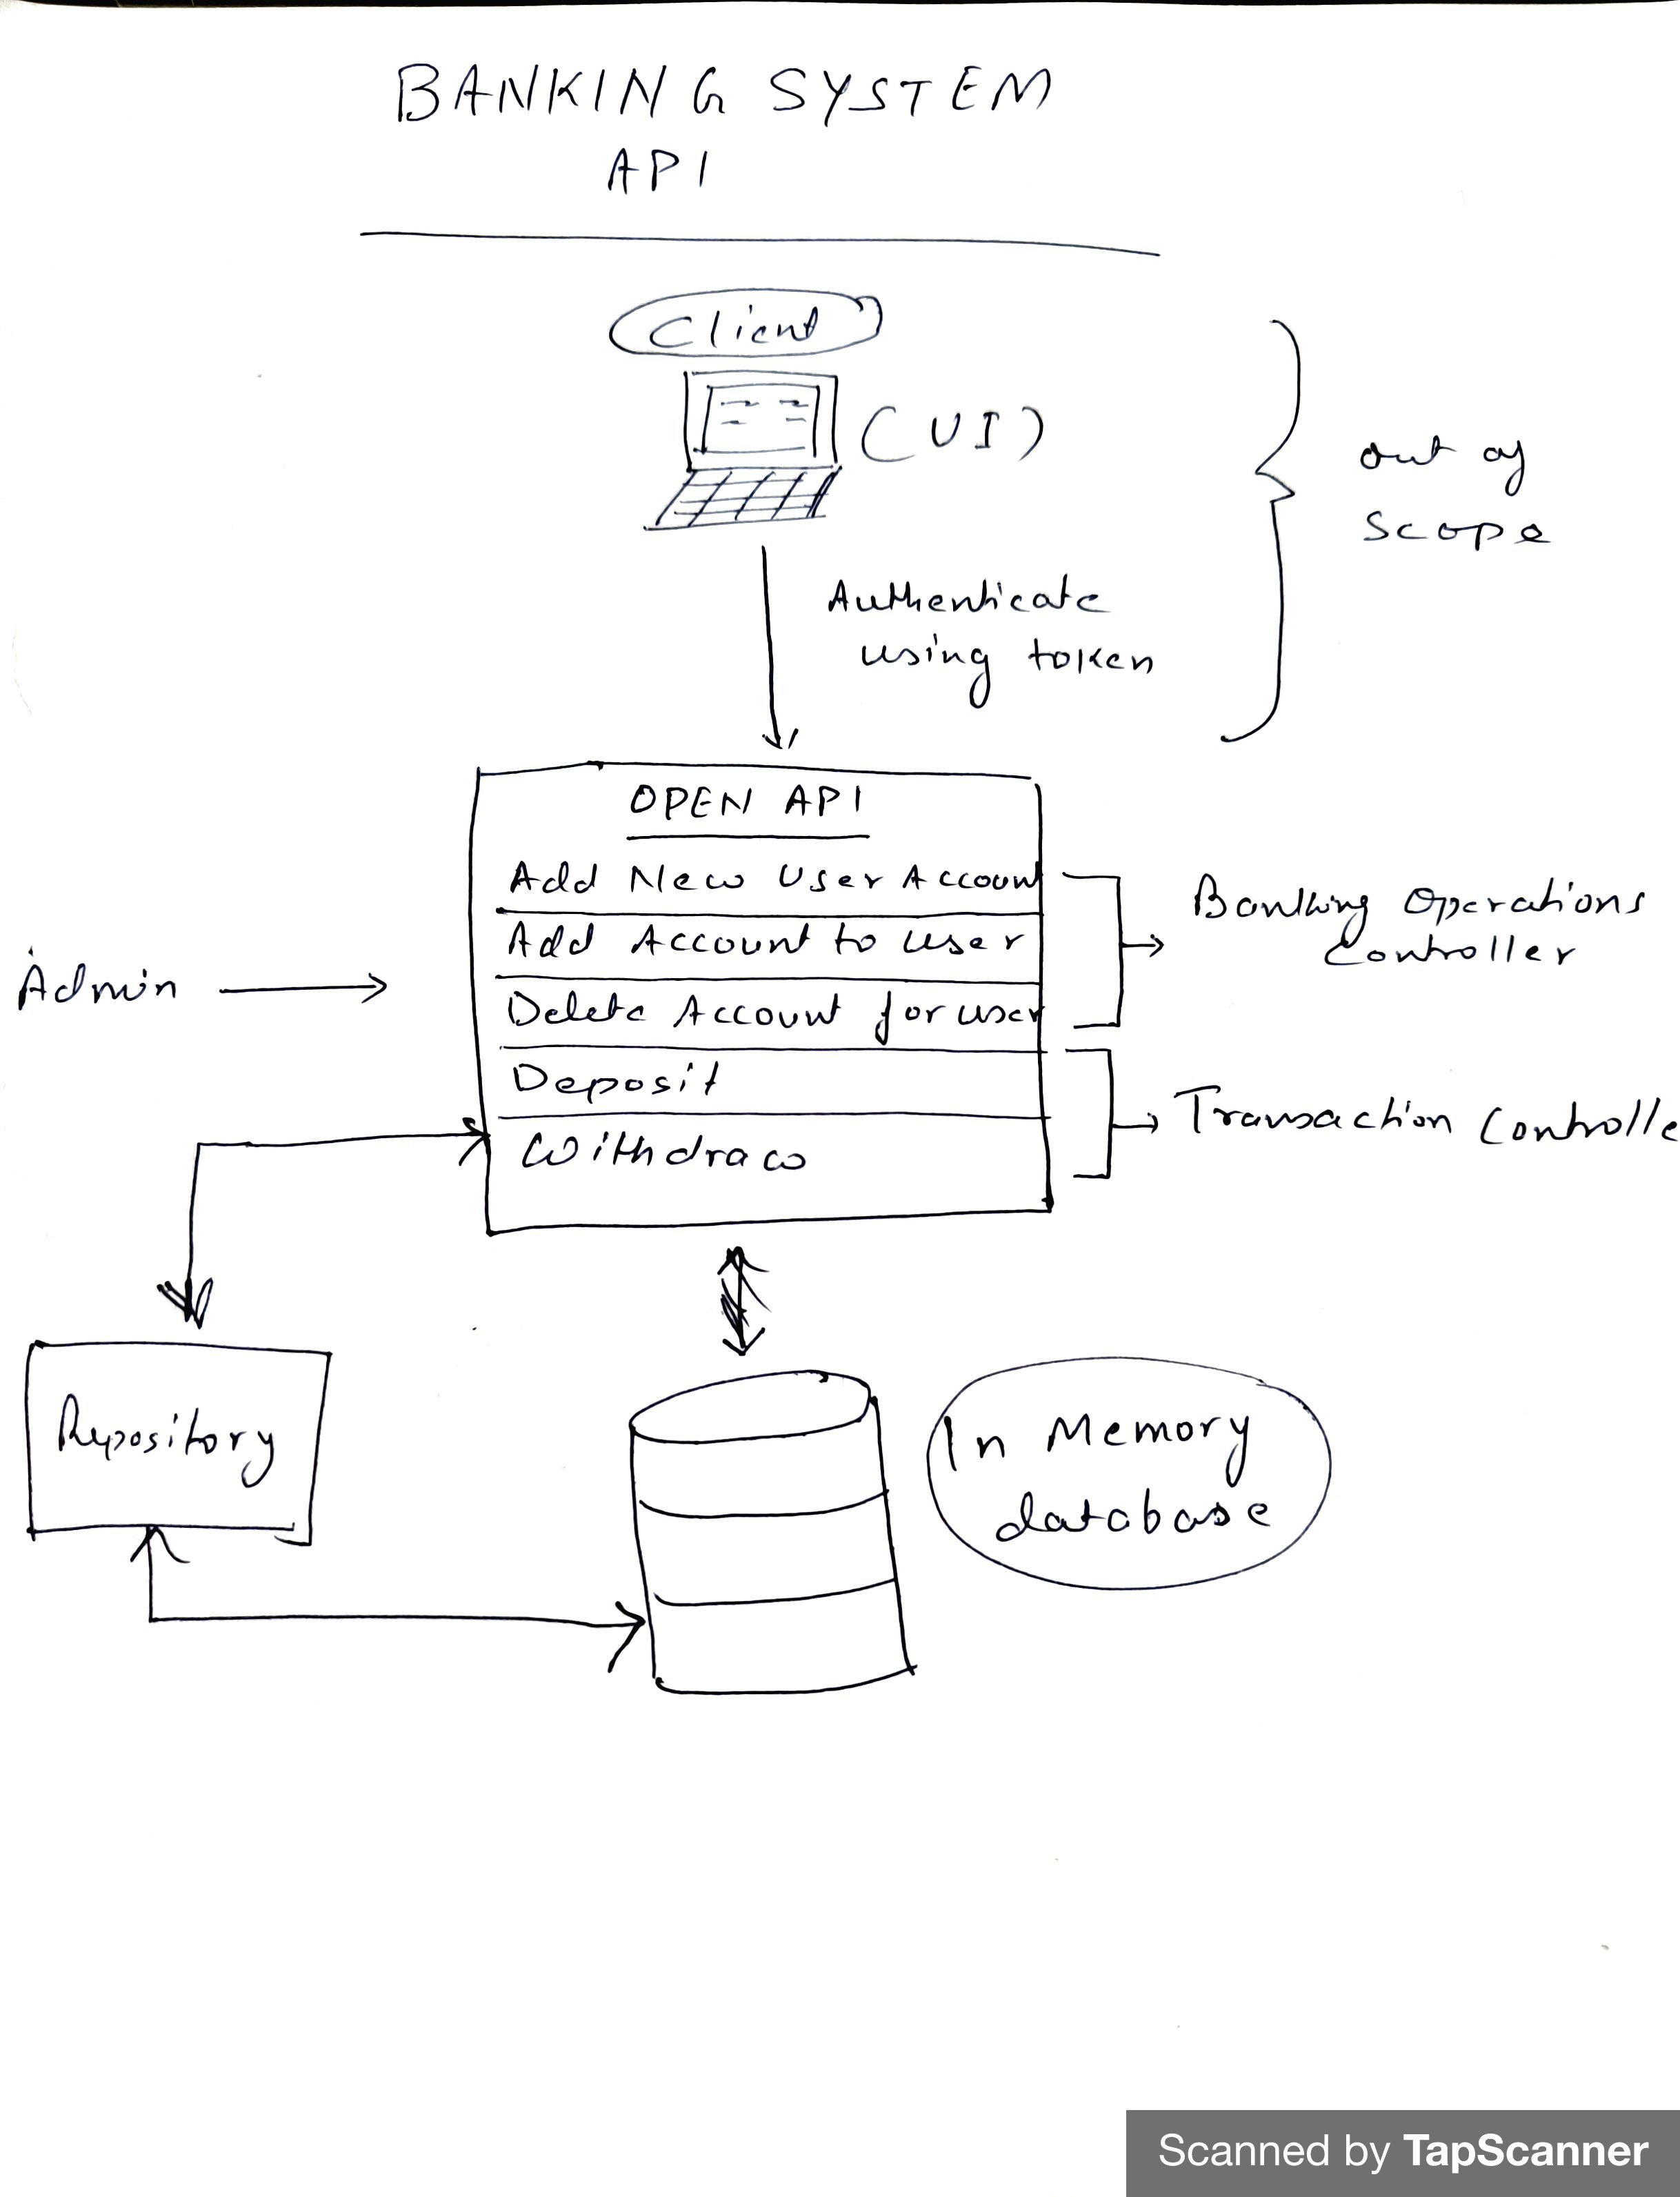 BANKING SYSTEM
API
Client
(UI)
out of
scope
Authenticate
using token
OPEN API
Add New User Account
Add Account to user
Delete Account for user
Deposit
Withdraw
Banking Operations
Controller
Admin
Transaction Controlle
Repository
In Memory
database
Scanned by TapScanner